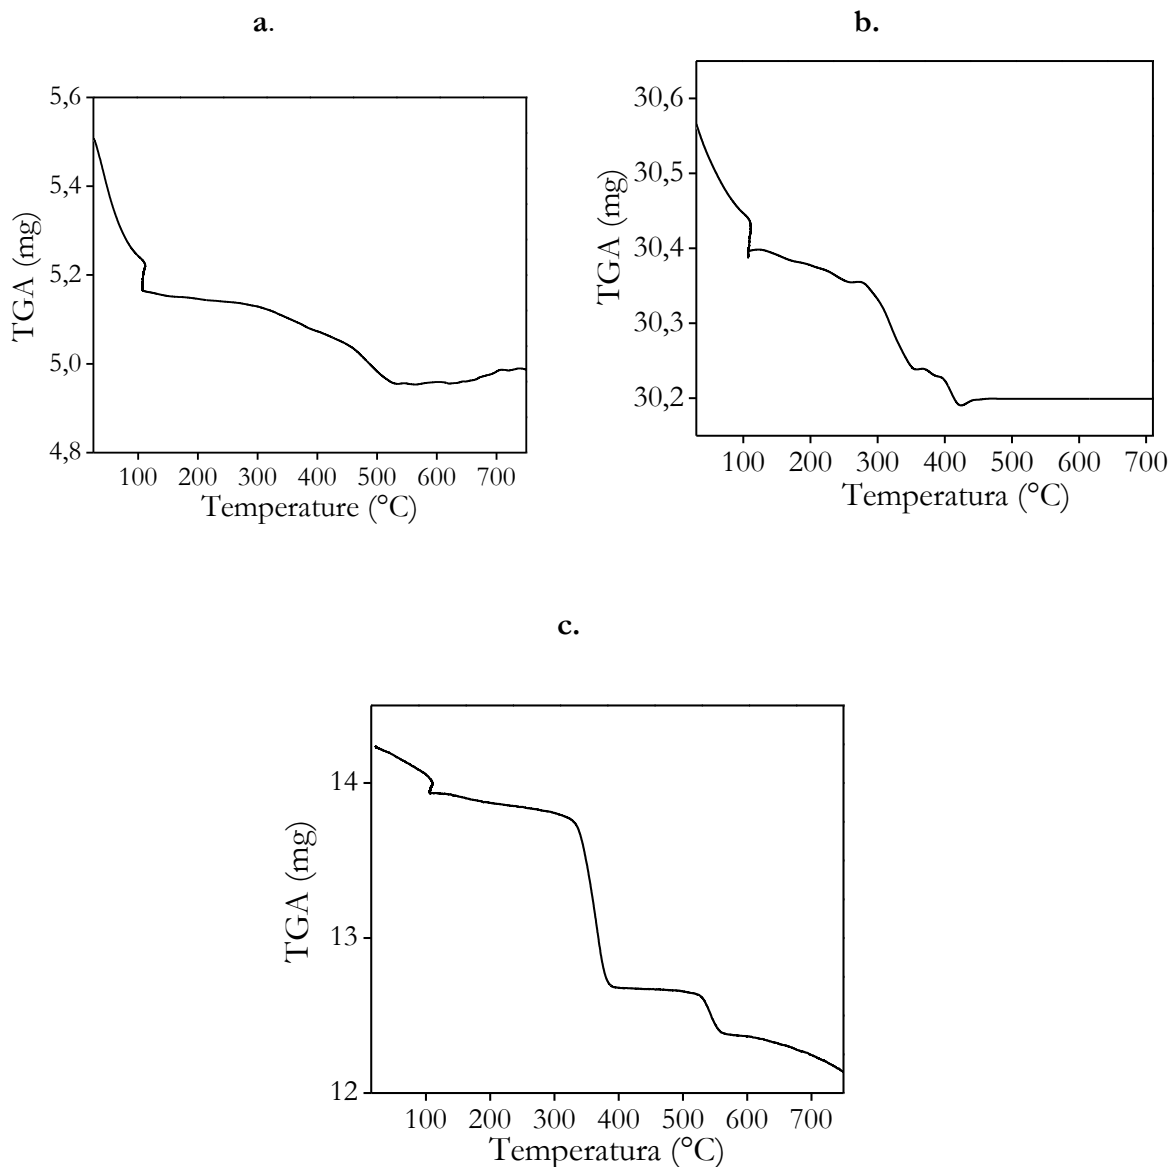 a.
b.
5,6
5,4
5,2
5,0
4,8
TGA (mg)
100 200 300 400 500 600 700
Temperature (°C)
30,6
30,5
30,4
30,3
30,2
TGA (mg)
100 200 300 400 500 600 700
Temperatura (°C)
c.
14
13
12
TGA (mg)
100 200 300 400 500 600 700
Temperatura (°C)